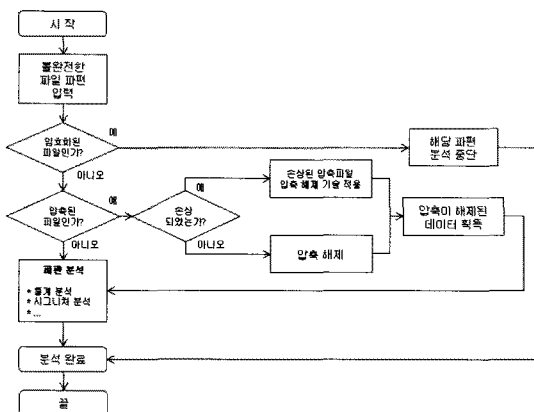 시 작
불완전한
파일 파편
입력
암호화된
파일인가?
예
아니오
해당 파편
분석 중단
압축된
파일인가?
예
아니오
손상
되었는가?
예
아니오
손상된 압축파일
압축 해제 기술 적용
압축 해제
압축이 해제된
데이터 획득
파편 분석
* 통계 분석
* 시그니처 분석
* ...
분석 완료
끝